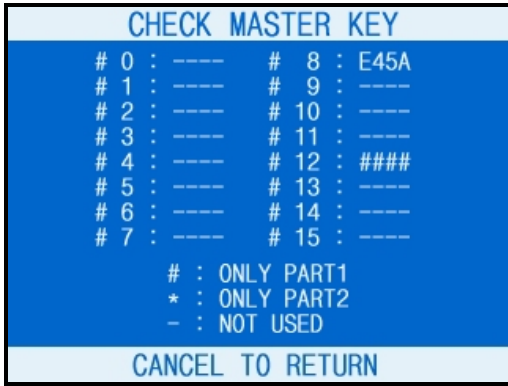 CHECK MASTER KEY
# 0 : ---- # 8 : E45A
# 1 : ---- # 9 : ----
# 2 : ---- # 10 : ----
# 3 : ---- # 11 : ----
# 4 : ---- # 12 : ####
# 5 : ---- # 13 : ----
# 6 : ---- # 14 : ----
# 7 : ---- # 15 : ----
# : ONLY PART1
* : ONLY PART2
- : NOT USED
CANCEL TO RETURN